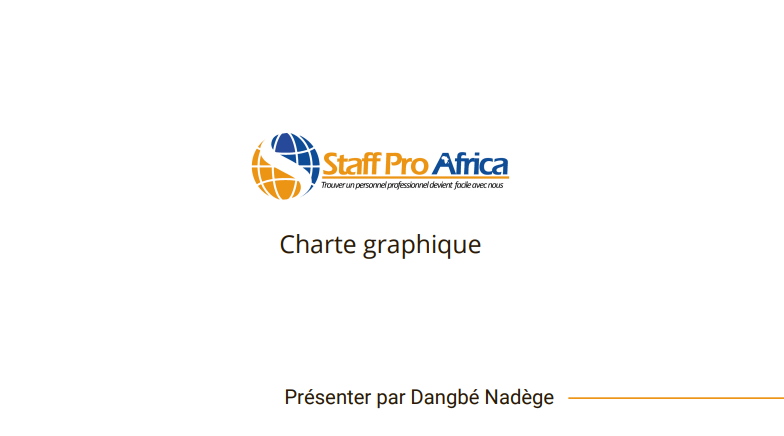 Staff Pro Africa
Trouver un personnel professionnel devient facile avec nous
Charte graphique
Présenter par Dangbé Nadège